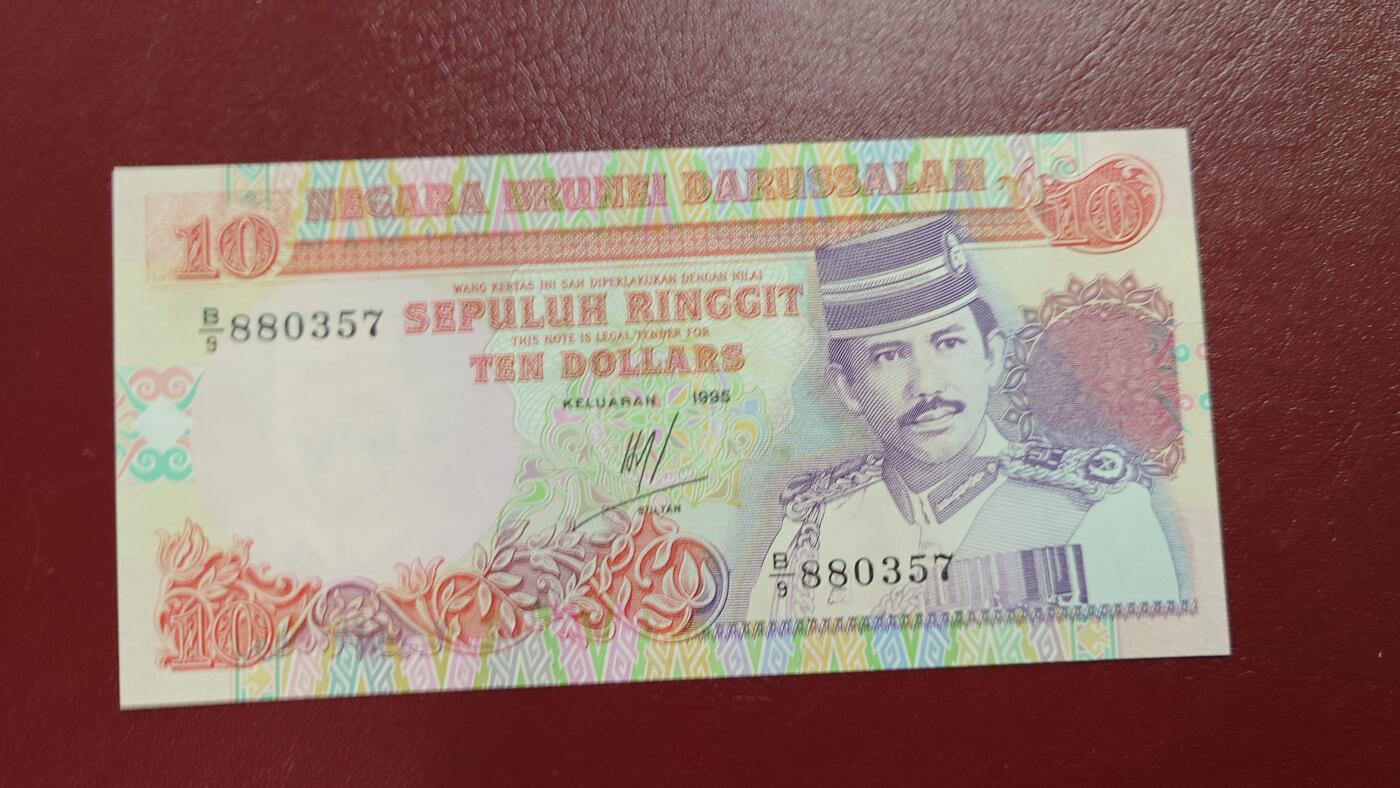 NEGARA BRUNEI DARUSSALAM
10
10
WANG KERTAS INI SAH DIPERLAKUKAN DENGAN NILAI
SEPULUH RINGGIT
B/9 880357
THIS NOTE IS LEGAL TENDER FOR
TEN DOLLARS
KELUARAN 1995
SULTAN
B/9 880357
10